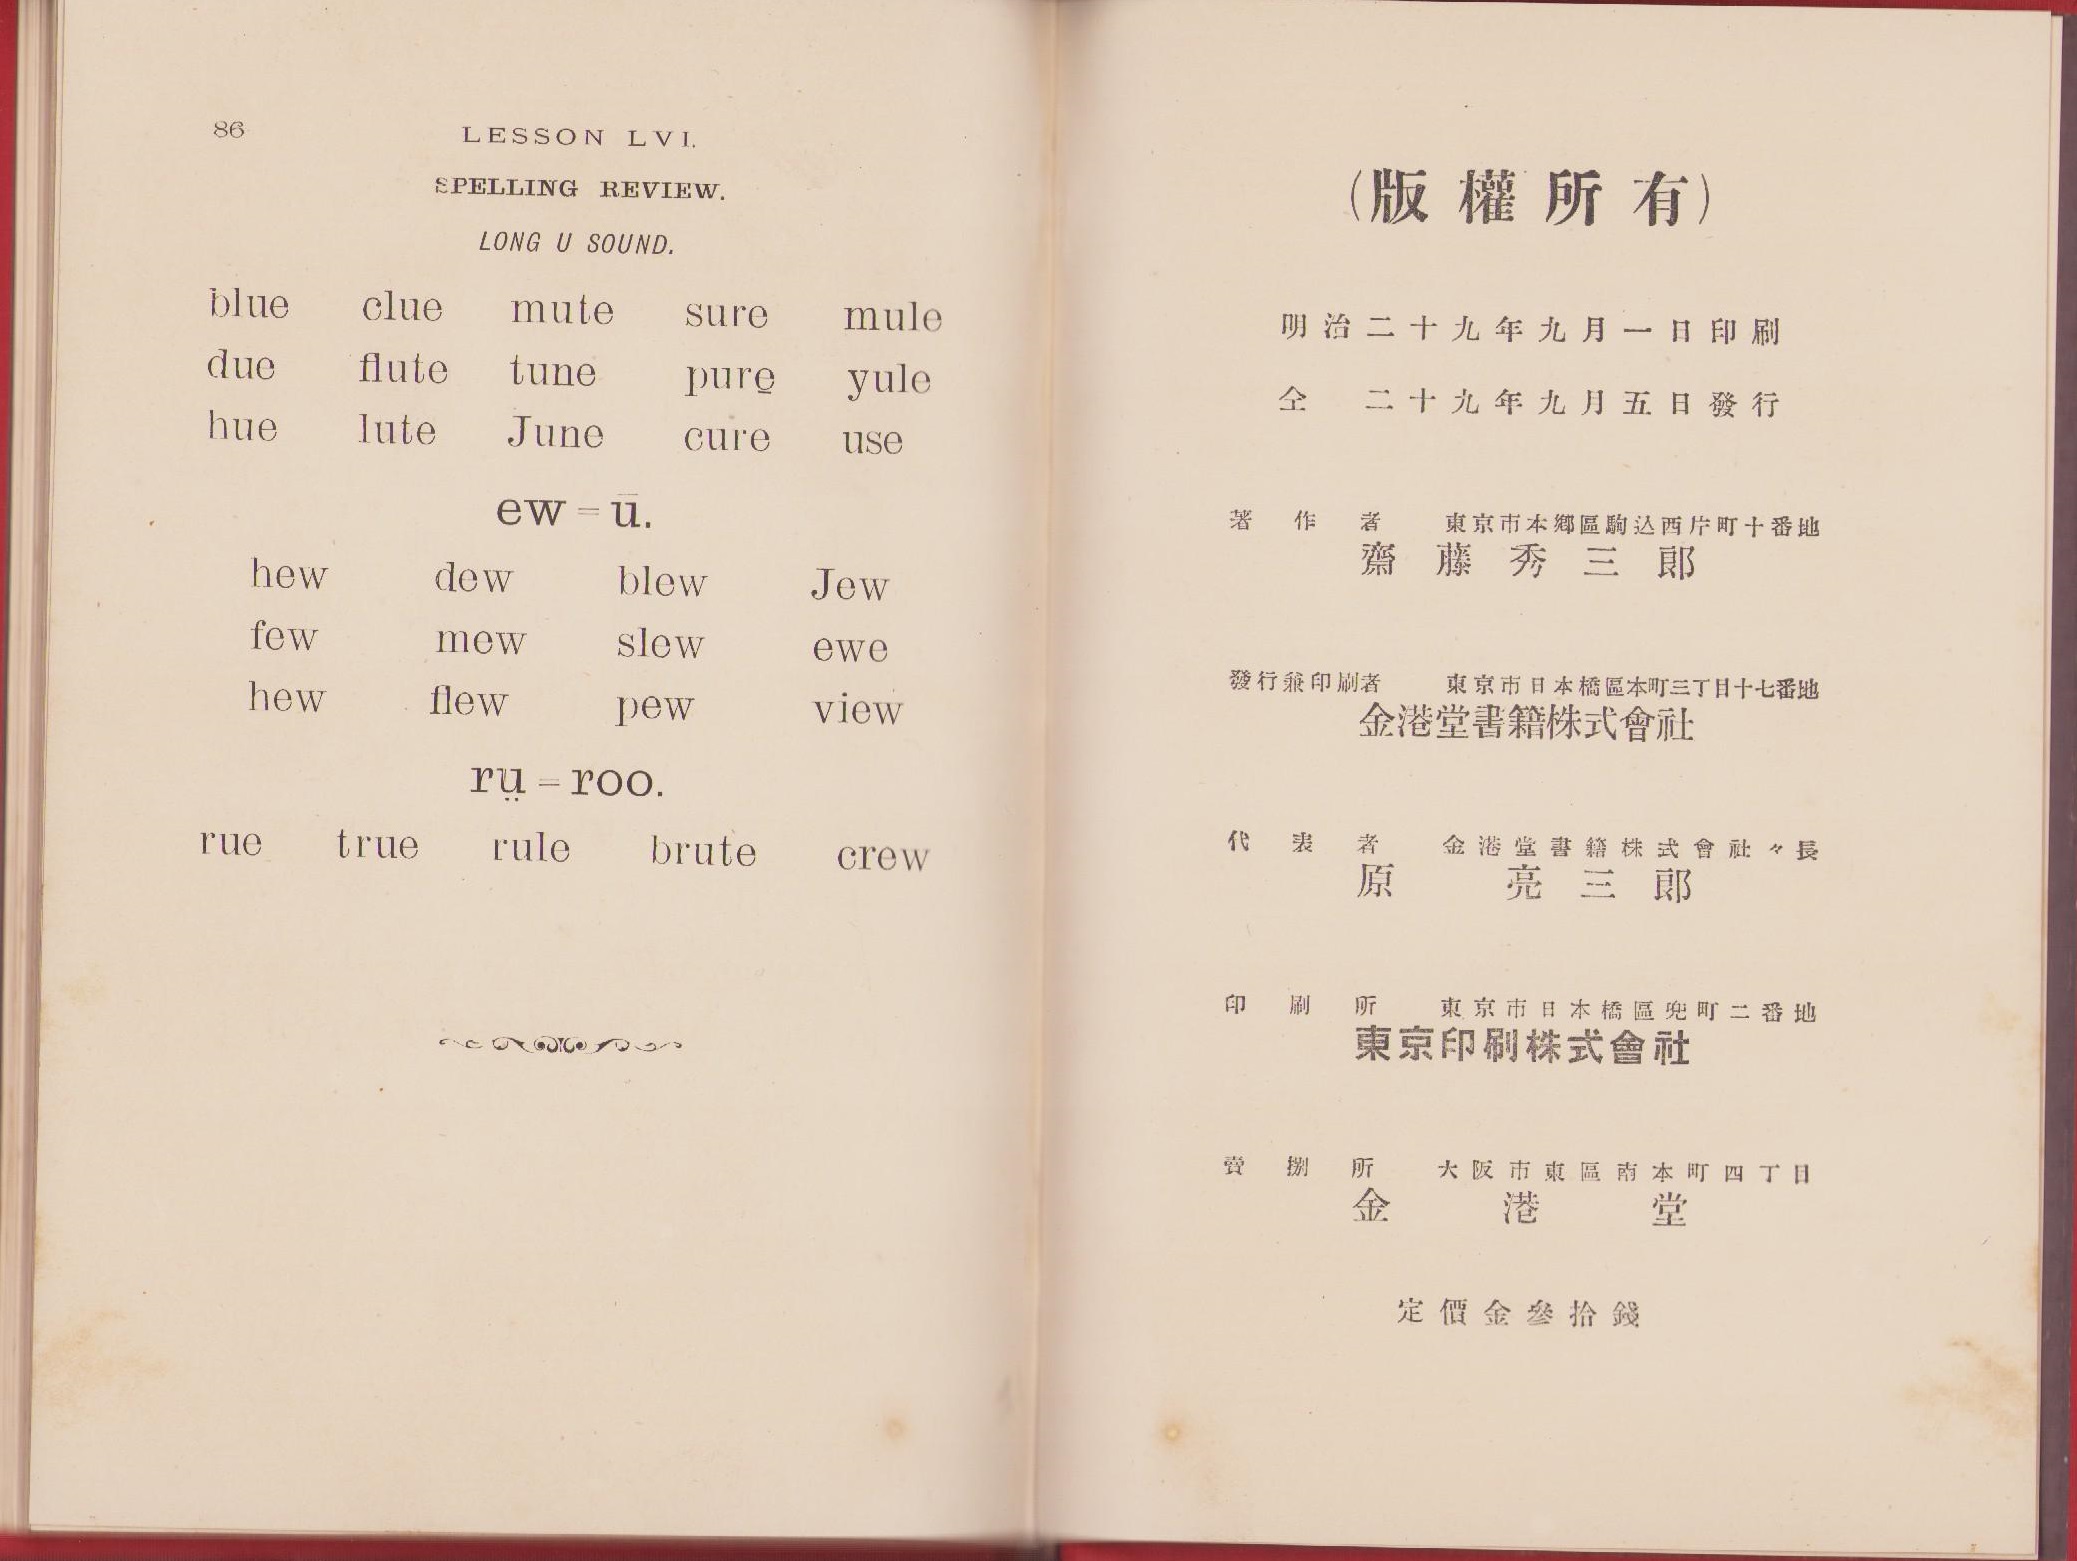 86
LESSON LVI.
SPELLING REVIEW.
LONG U SOUND.
blue clue mute sure mule
due flute tune pure yule
hue lute June cure use
ew = ū.
hew dew blew Jew
few mew slew ewe
hew flew pew view
rṳ = roo.
rue true rule brute crew
(版權所有)
明治二十九年九月一日印刷
仝 二十九年九月五日發行
著作者 東京市本鄉區駒込西片町十番地
齋藤秀三郎
發行兼印刷者 東京市日本橋區本町三丁目十七番地
金港堂書籍株式會社
代表者 金港堂書籍株式會社々長
原亮三郎
印刷所 東京市日本橋區兜町二番地
東京印刷株式會社
賣捌所 大阪市東區南本町四丁目
金港堂
定價金參拾錢